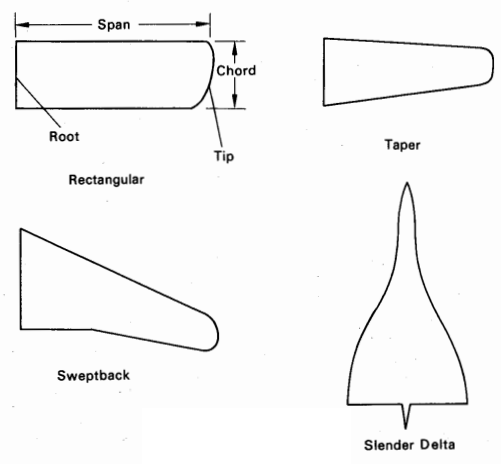 Span
Chord
Root
Tip
Rectangular
Taper
Sweptback
Slender Delta